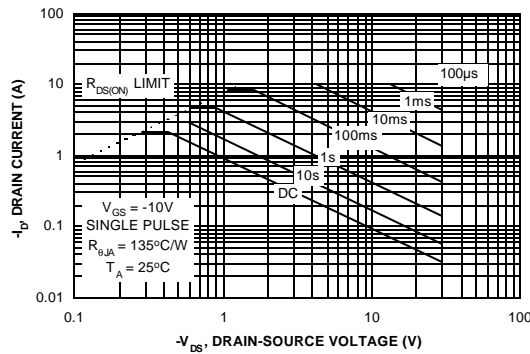 100
10
1
0.1
0.01
-I_D, DRAIN CURRENT (A)
R_DS(ON) LIMIT
100µs
1ms
10ms
100ms
1s
10s
DC
V_GS = -10V
SINGLE PULSE
R_θJA = 135°C/W
T_A = 25°C
0.1 1 10 100
-V_DS, DRAIN-SOURCE VOLTAGE (V)